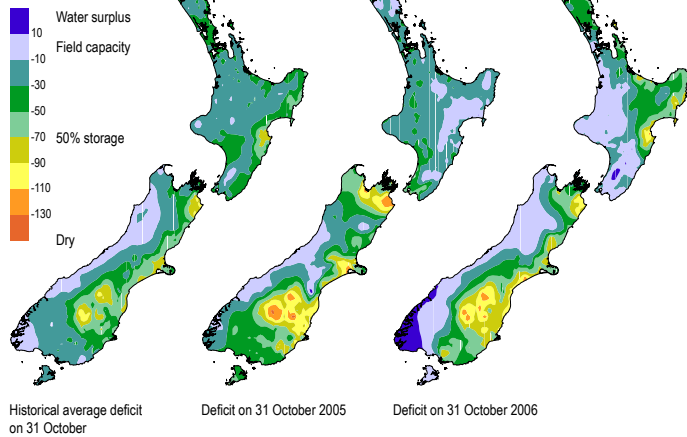 Water surplus
10
Field capacity
-10
-30
-50
-70
50% storage
-90
-110
-130
Dry
Historical average deficit
on 31 October
Deficit on 31 October 2005
Deficit on 31 October 2006